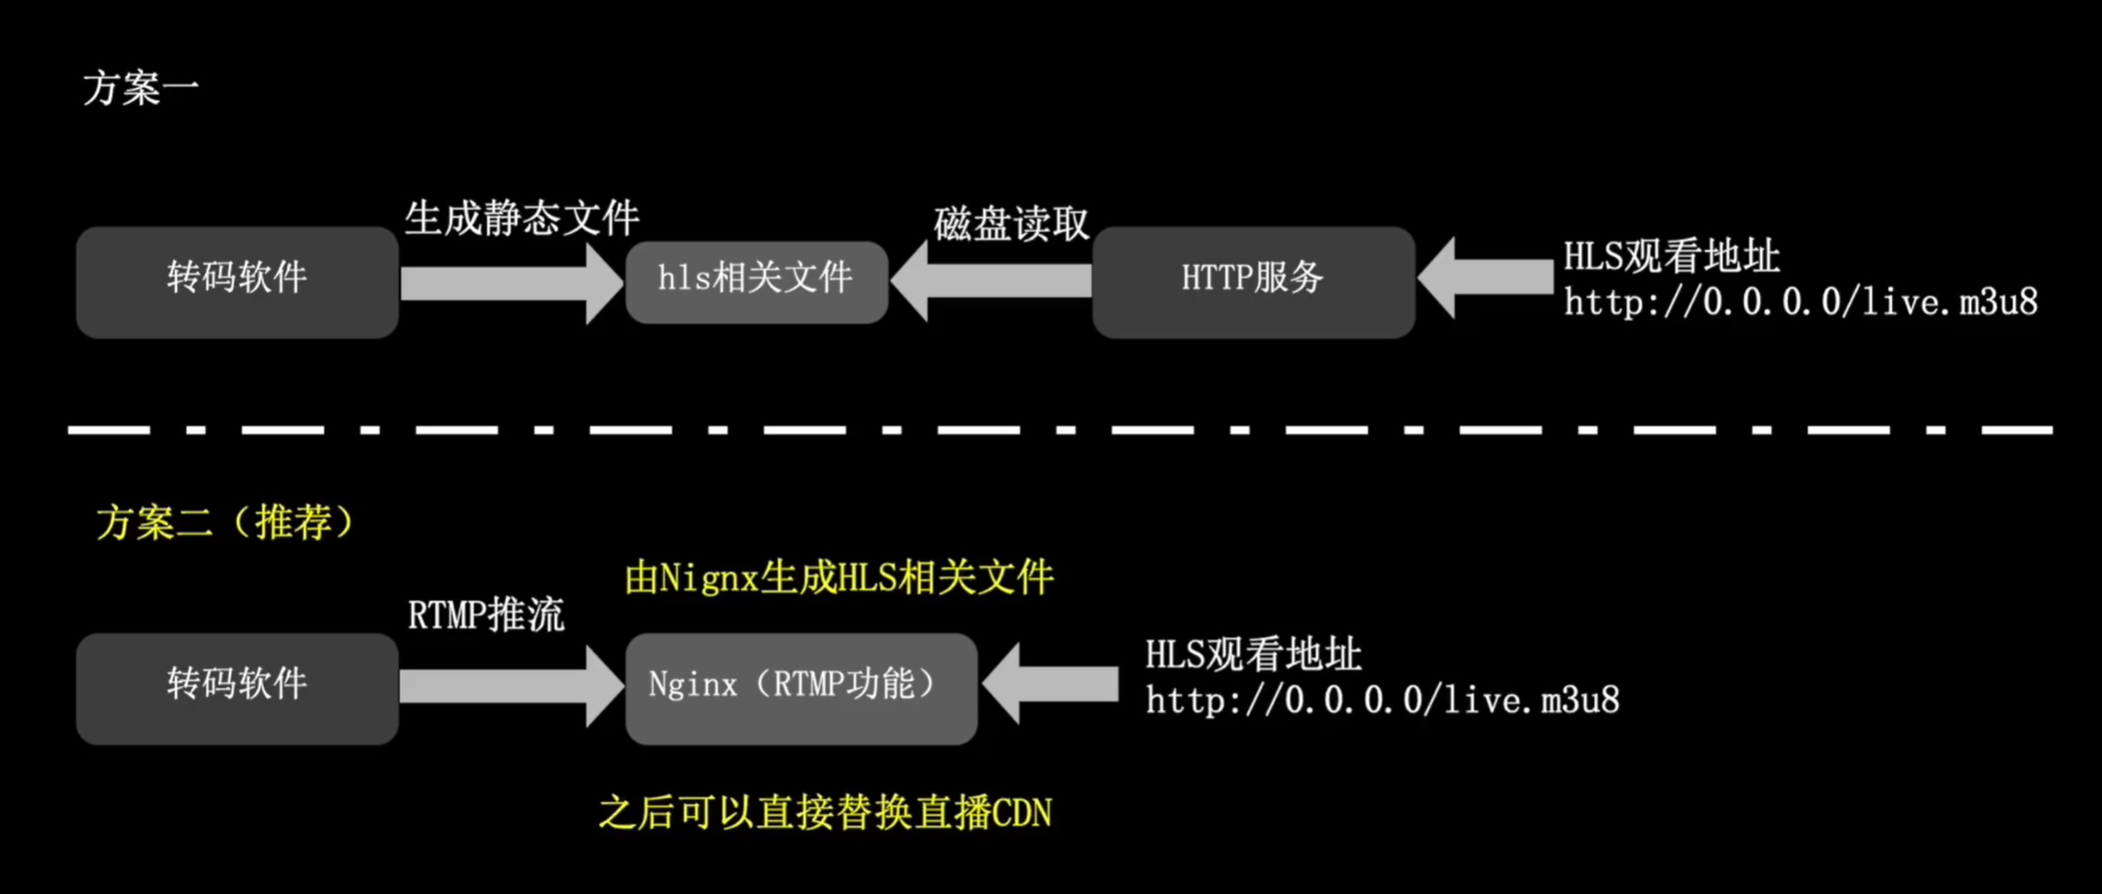 方案一
生成静态文件
磁盘读取
转码软件
hls相关文件
HTTP服务
HLS观看地址
http://0.0.0.0/live.m3u8
方案二（推荐）
由Nignx生成HLS相关文件
RTMP推流
转码软件
Nginx（RTMP功能）
HLS观看地址
http://0.0.0.0/live.m3u8
之后可以直接替换直播CDN